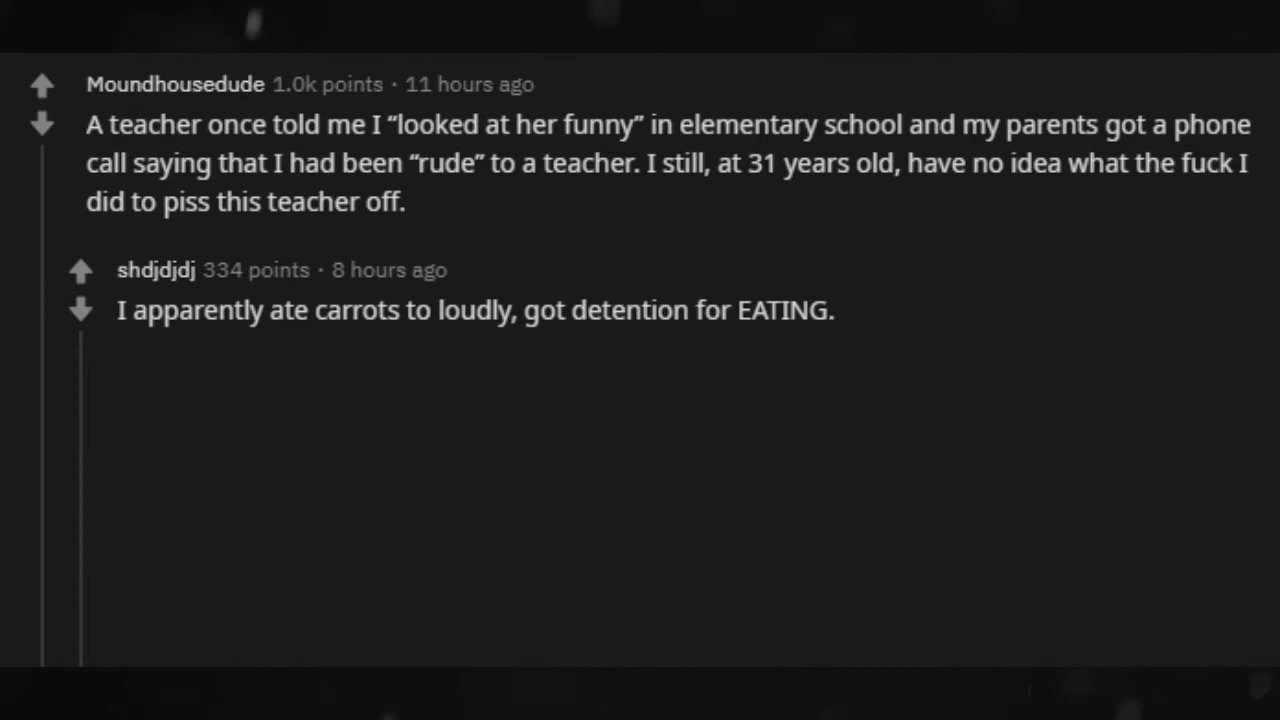 Moundhousedude 1.0k points · 11 hours ago
A teacher once told me I “looked at her funny” in elementary school and my parents got a phone
call saying that I had been “rude” to a teacher. I still, at 31 years old, have no idea what the fuck I
did to piss this teacher off.
shdjdjdj 334 points · 8 hours ago
I apparently ate carrots to loudly, got detention for EATING.